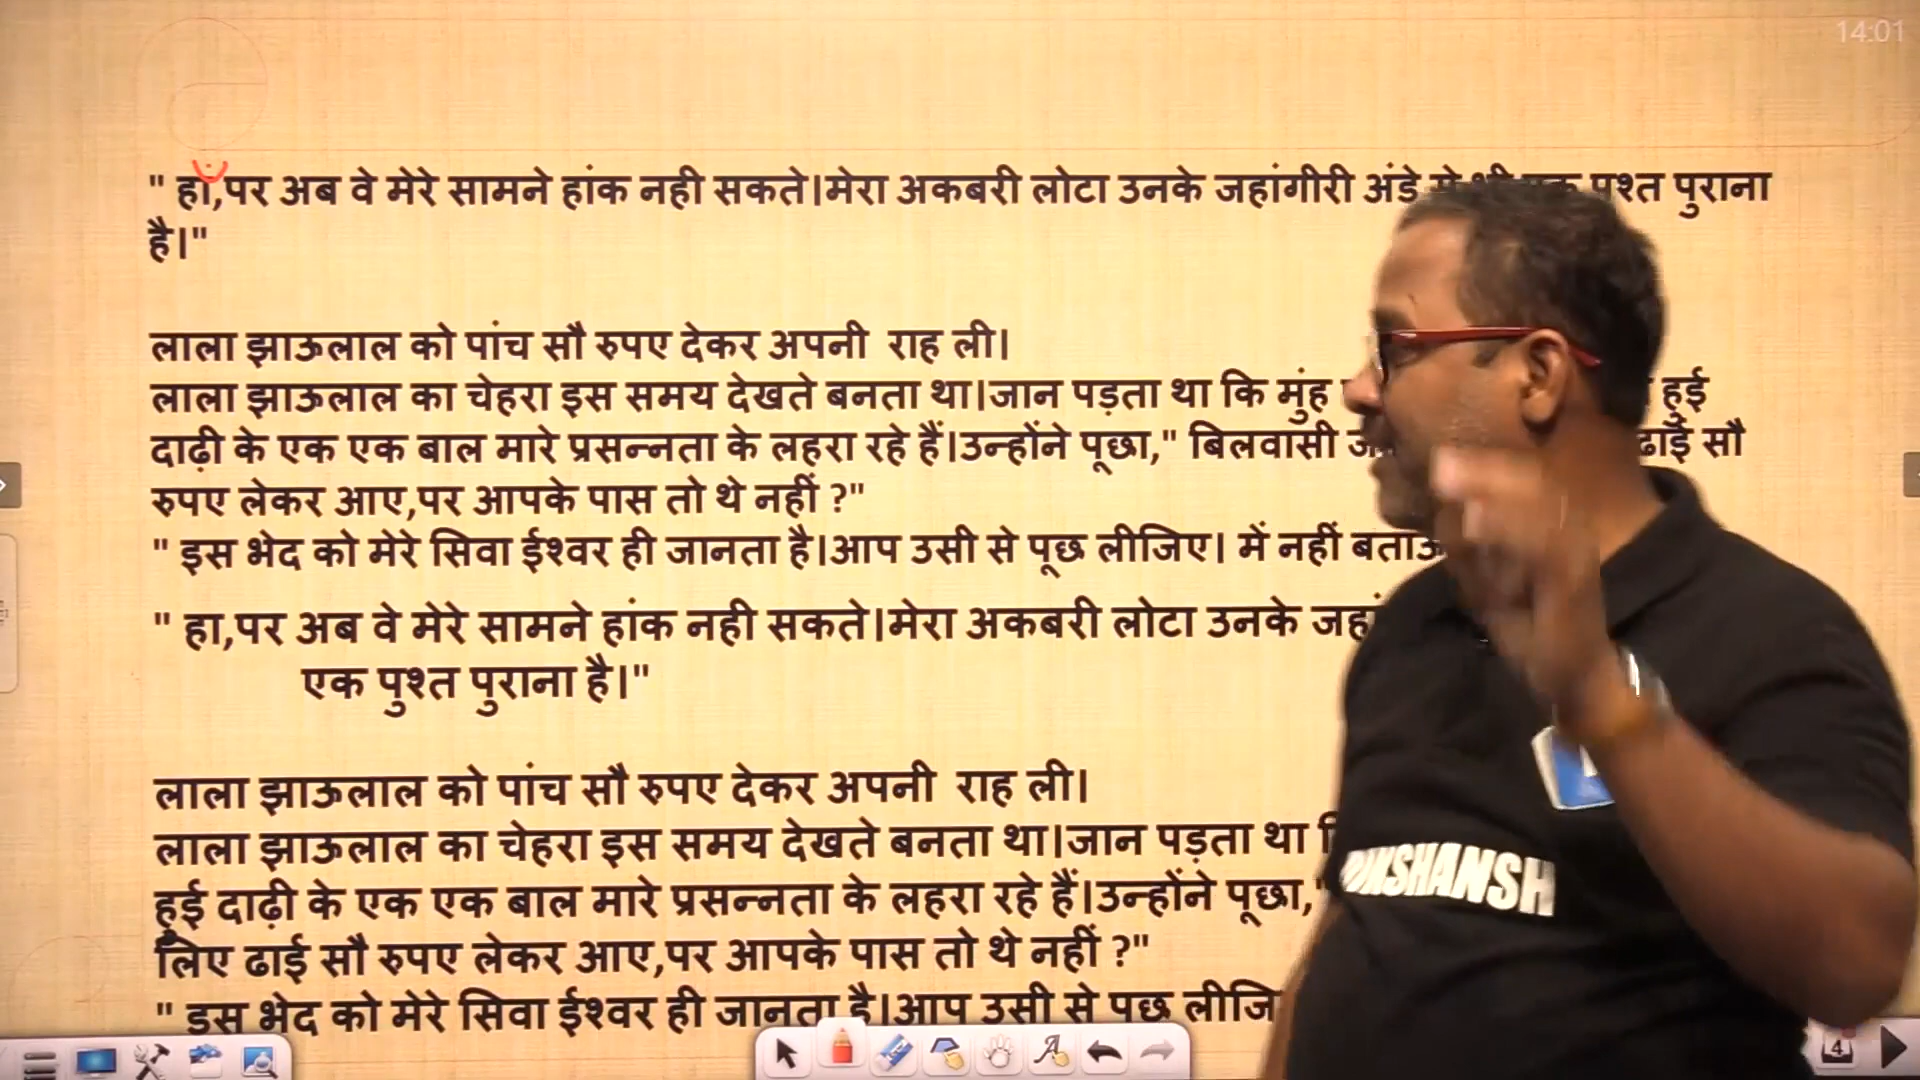 14:01
" हां,पर अब वे मेरे सामने हांक नही सकते।मेरा अकबरी लोटा उनके जहांगीरी अंडे पुश्त पुराना
है।"
लाला झाऊलाल को पांच सौ रुपए देकर अपनी राह ली।
लाला झाऊलाल का चेहरा इस समय देखते बनता था।जान पड़ता था कि मुंह हुई
दाढ़ी के एक एक बाल मारे प्रसन्नता के लहरा रहे हैं।उन्होंने पूछा," बिलवासी ढाई सौ
रुपए लेकर आए,पर आपके पास तो थे नहीं ?"
" इस भेद को मेरे सिवा ईश्वर ही जानता है।आप उसी से पूछ लीजिए। में नहीं
" हा,पर अब वे मेरे सामने हांक नही सकते।मेरा अकबरी लोटा उनके
एक पुश्त पुराना है।"
लाला झाऊलाल को पांच सौ रुपए देकर अपनी राह ली।
लाला झाऊलाल का चेहरा इस समय देखते बनता था।जान पड़ता था
हुई दाढ़ी के एक एक बाल मारे प्रसन्नता के लहरा रहे हैं।उन्होंने पूछा,"
लिए ढाई सौ रुपए लेकर आए,पर आपके पास तो थे नहीं ?"
" इस भेद को मेरे सिवा ईश्वर ही जानता है।आप उसी से पूछ
4